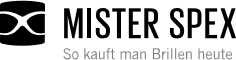 MISTER SPEX
So kauft man Brillen heute